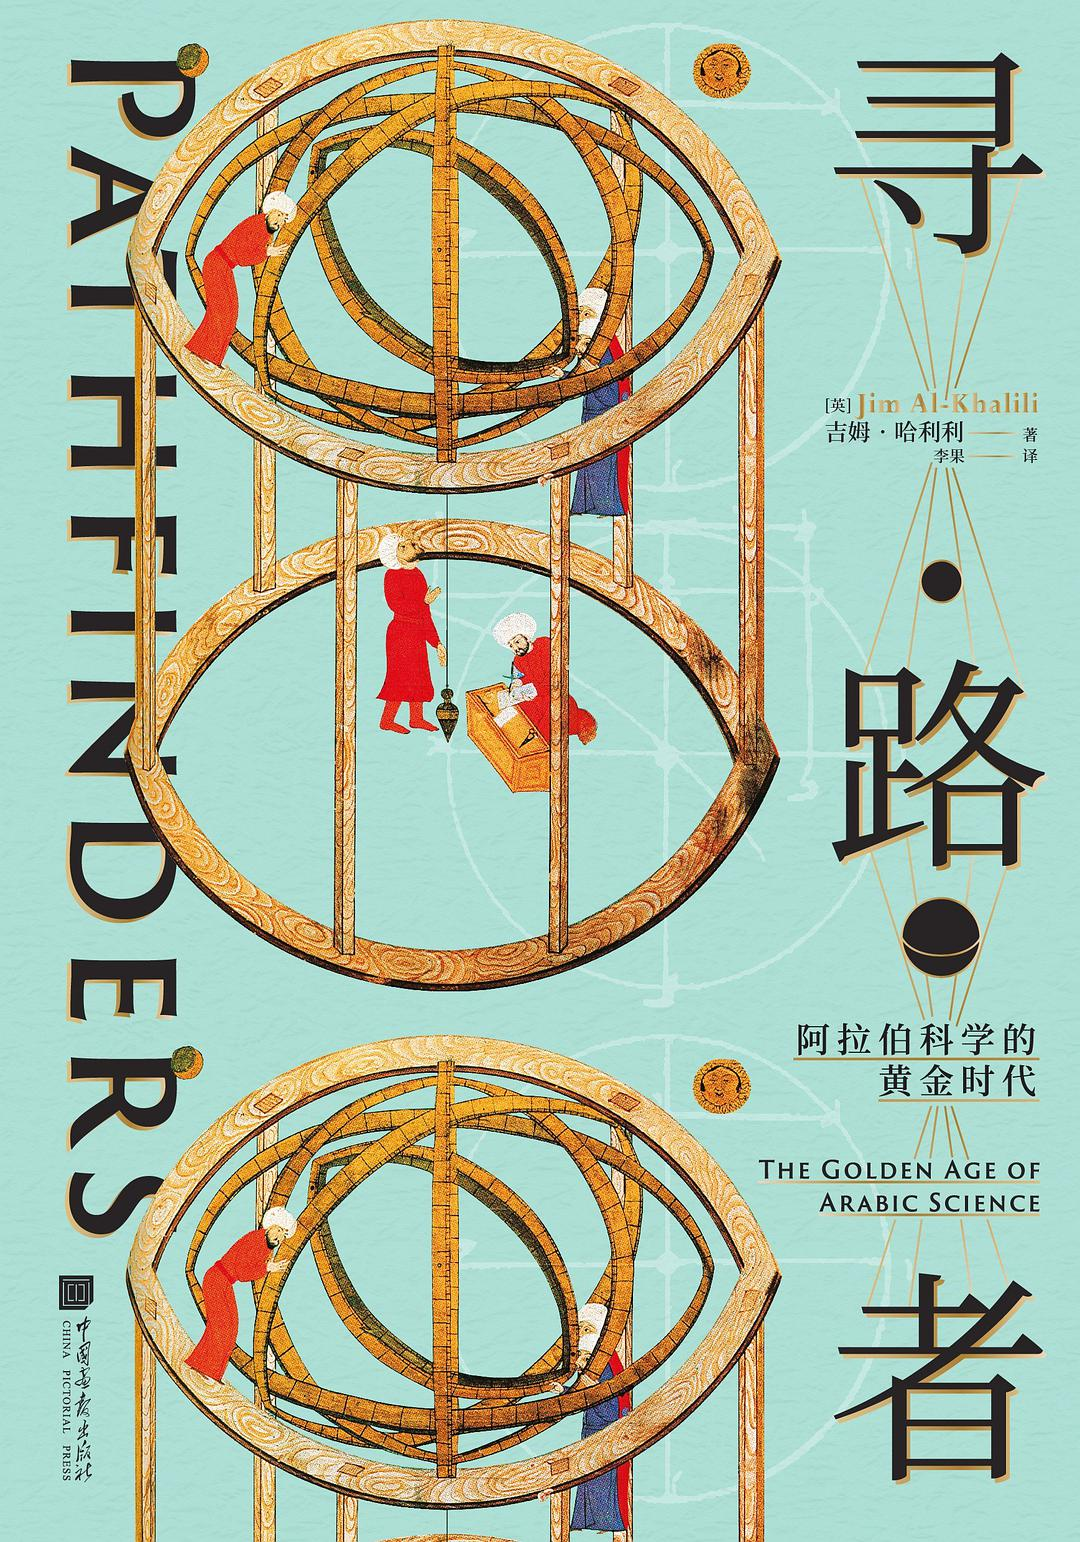 PATHFINDERS
寻路者
[英] Jim Al-Khalili
吉姆·哈利利 著
李果 译
阿拉伯科学的
黄金时代
THE GOLDEN AGE OF
ARABIC SCIENCE
中国画报出版社
CHINA PICTORIAL PRESS